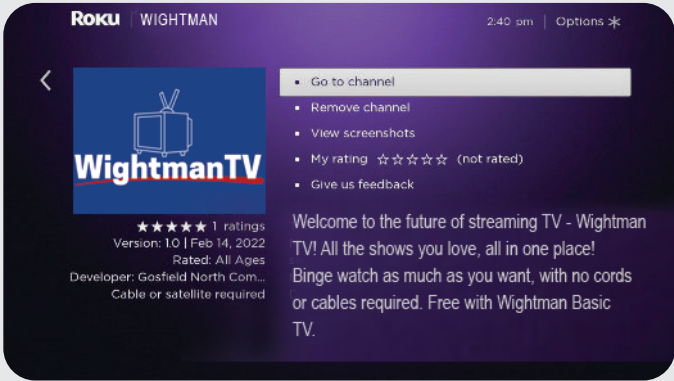 Roku | WIGHTMAN
2:40 pm | Options
Go to channel
Remove channel
View screenshots
My rating ☆☆☆☆☆ (not rated)
Give us feedback
WightmanTV
★★★★★ 1 ratings
Version: 1.0 | Feb 14, 2022
Rated: All Ages
Developer: Gosfield North Com...
Cable or satellite required
Welcome to the future of streaming TV - Wightman
TV! All the shows you love, all in one place!
Binge watch as much as you want, with no cords
or cables required. Free with Wightman Basic
TV.